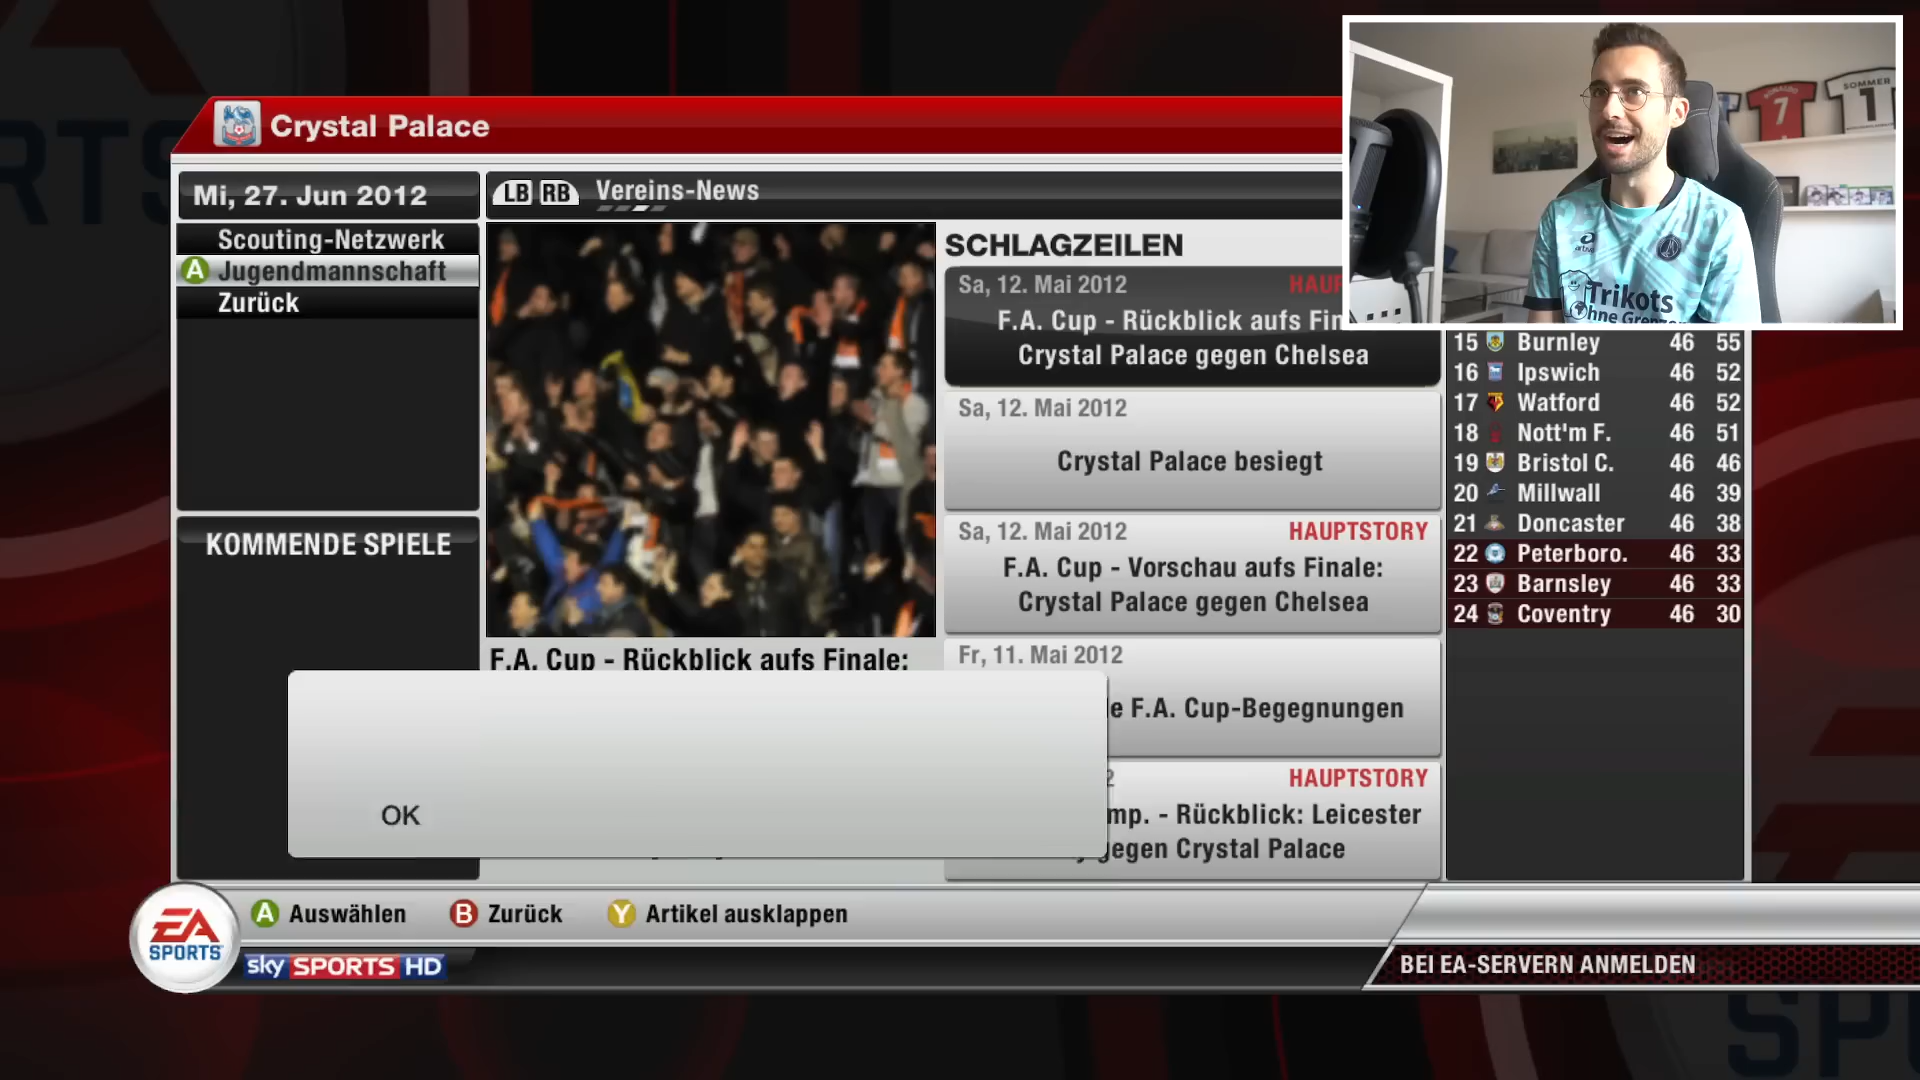 Crystal Palace
Mi, 27. Jun 2012
Scouting-Netzwerk
A Jugendmannschaft
Zurück
KOMMENDE SPIELE
LB RB Vereins-News
F.A. Cup - Rückblick aufs Finale:
SCHLAGZEILEN
Sa, 12. Mai 2012
F.A. Cup - Rückblick aufs
Crystal Palace gegen Chelsea
Sa, 12. Mai 2012
Crystal Palace besiegt
Sa, 12. Mai 2012 HAUPTSTORY
F.A. Cup - Vorschau aufs Finale:
Crystal Palace gegen Chelsea
Fr, 11. Mai 2012
F.A. Cup-Begegnungen
HAUPTSTORY
- Rückblick: Leicester
gegen Crystal Palace
15 Burnley 46 55
16 Ipswich 46 52
17 Watford 46 52
18 Nott'm F. 46 51
19 Bristol C. 46 46
20 Millwall 46 39
21 Doncaster 46 38
22 Peterboro. 46 33
23 Barnsley 46 33
24 Coventry 46 30
OK
A Auswählen B Zurück Y Artikel ausklappen
EA
SPORTS
sky SPORTS HD
BEI EA-SERVERN ANMELDEN
RONALDO
7
SOMMER
1
Trikots
Ohne Grenzen